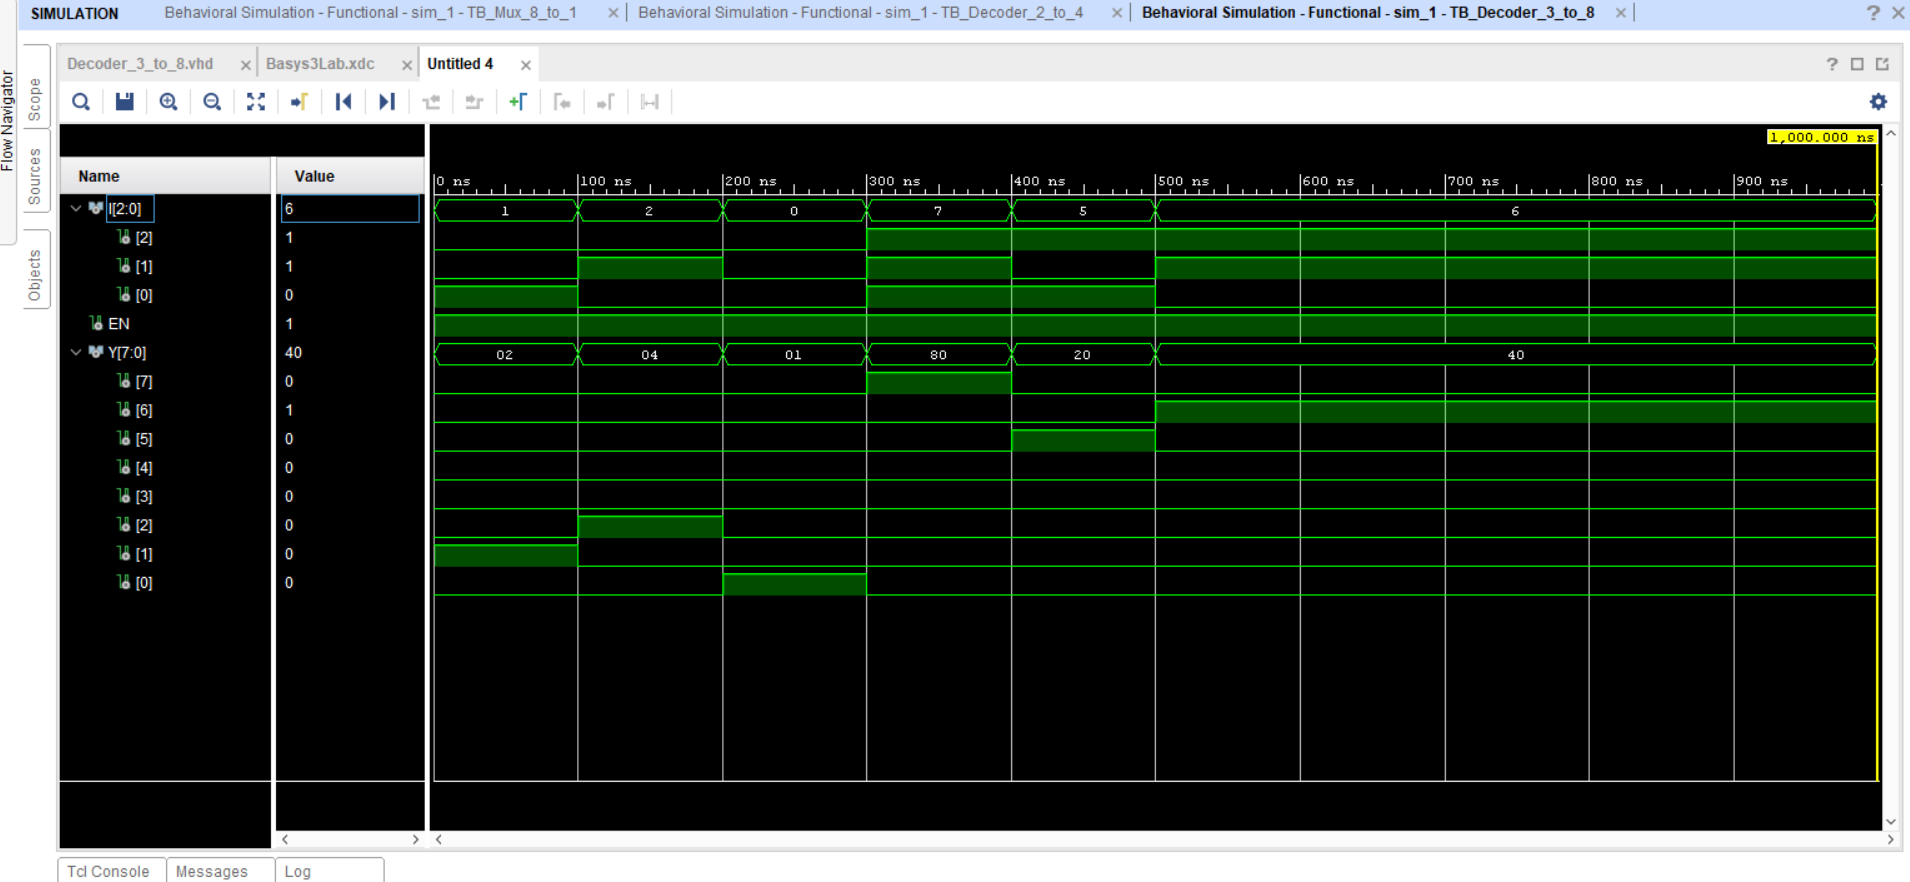 SIMULATION Behavioral Simulation - Functional - sim_1 - TB_Mux_8_to_1 Behavioral Simulation - Functional - sim_1 - TB_Decoder_2_to_4 Behavioral Simulation - Functional - sim_1 - TB_Decoder_3_to_8
Flow Navigator
Scope
Sources
Objects
Decoder_3_to_8.vhd Basys3Lab.xdc Untitled 4
1,000.000 ns
Name Value
0 ns 100 ns 200 ns 300 ns 400 ns 500 ns 600 ns 700 ns 800 ns 900 ns
I[2:0] 6 1 2 0 7 5 6
[2] 1
[1] 1
[0] 0
EN 1
Y[7:0] 40 02 04 01 80 20 40
[7] 0
[6] 1
[5] 0
[4] 0
[3] 0
[2] 0
[1] 0
[0] 0
Tcl Console Messages Log